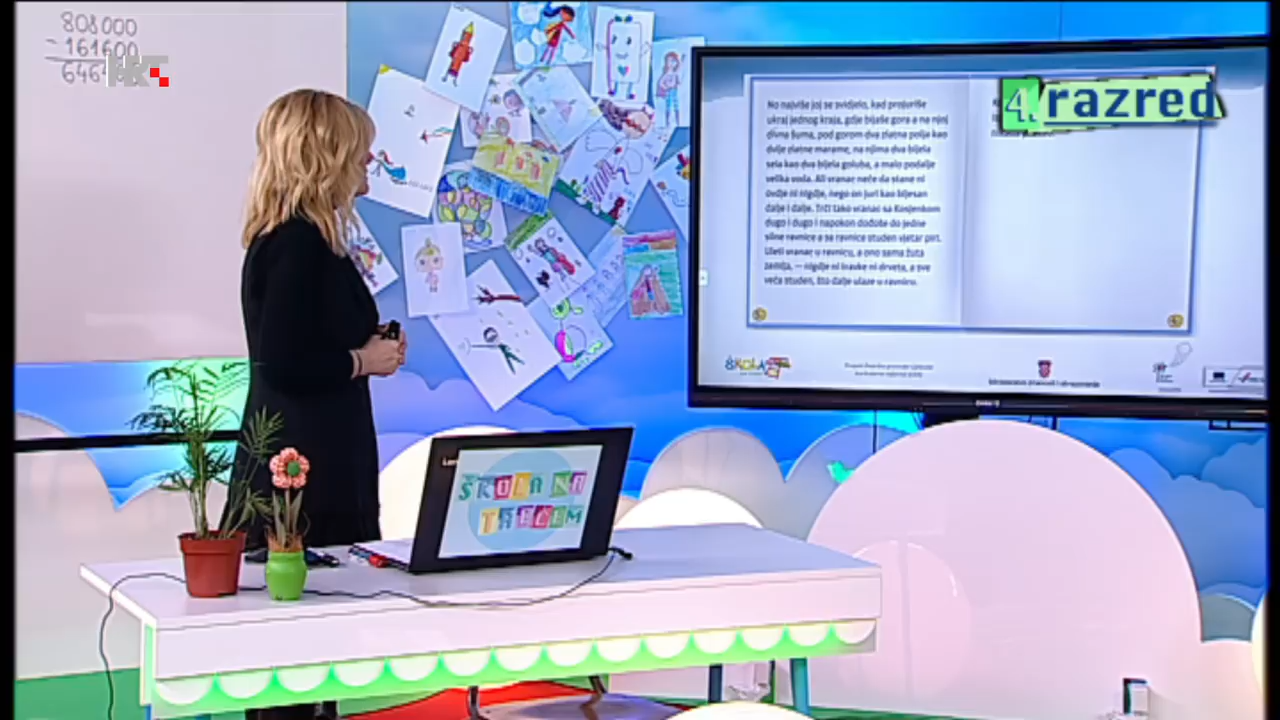 808000
- 161600
HRT
4. razred
No najviše joj se svidjelo, kad projuriše
ukraj jednog kraja, gdje bijaše gora a na njoj
divna šuma, pod gorom dva zlatna polja kao
dvije zlatne marame, na njima dva bijela
sela kao dva bijela goluba, a malo podalje
velika voda. Ali vranac neće da stane ni
ovdje ni nigdje, nego on juri kao bijesan
dalje i dalje. Trči tako vranac sa Kosjenkom
dugo i dugo i napokon dođoše do jedne
silne ravnice a sa ravnice studen vjetar piri.
Uleti vranac u ravnicu, a ono sama žuta
zemlja, — nigdje ni travke ni drveta, a sve
veća studen, što dalje ulaze u ravnicu.
ŠKOLA
Ministarstvo znanosti i obrazovanja
ŠKOLA NA
TREĆEM